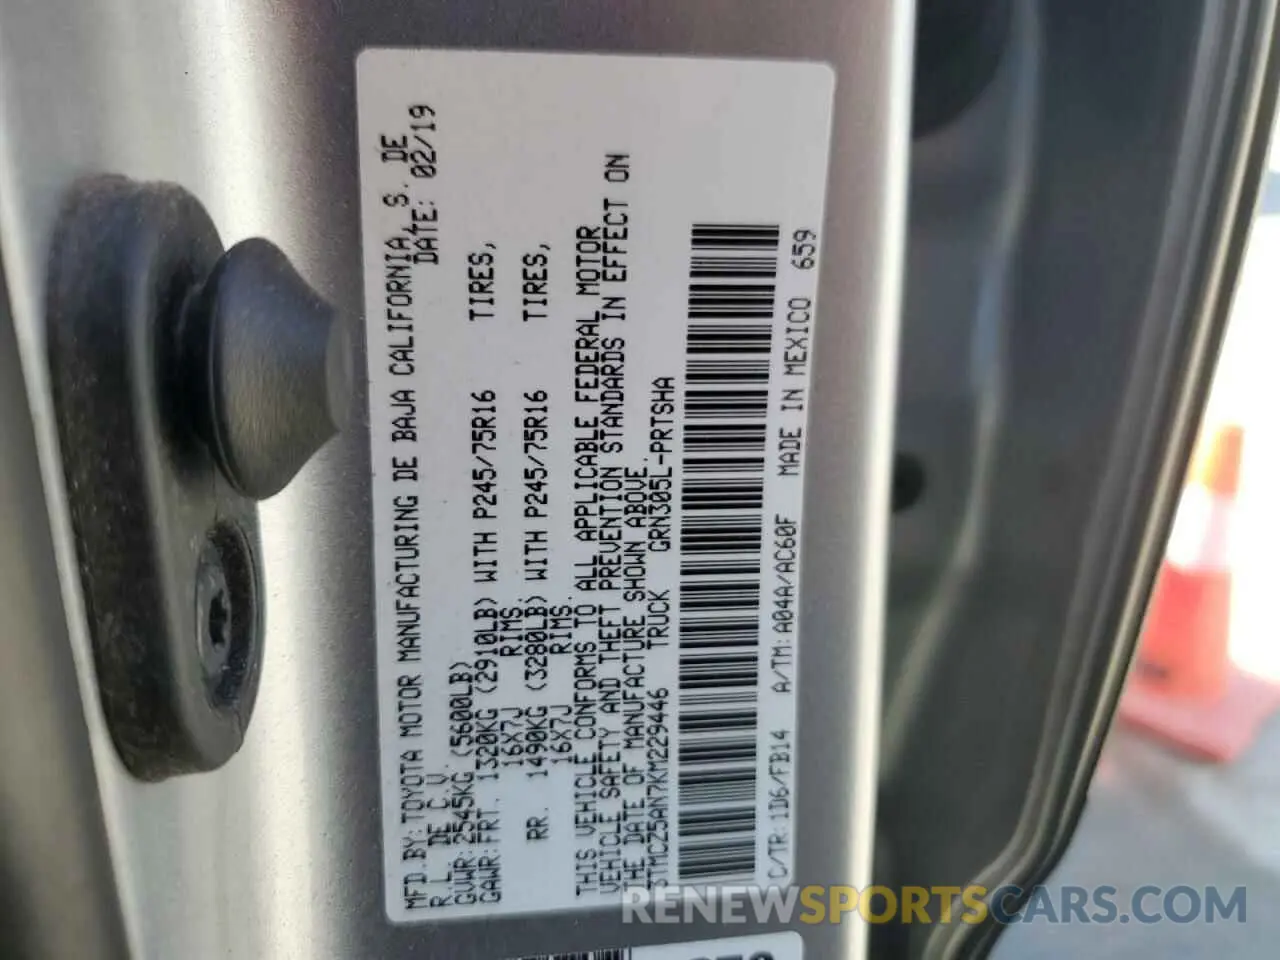 MFD.BY: TOYOTA MOTOR MANUFACTURING DE BAJA CALIFORNIA, S. DE
R.L. DE C.V. DATE: 02/19
GVWR: 2545KG (5600LB)
GAWR: FRT. 1320KG (2910LB) WITH P245/75R16 TIRES,
16X7J RIMS.
RR. 1490KG (3280LB) WITH P245/75R16 TIRES,
16X7J RIMS.
THIS VEHICLE CONFORMS TO ALL APPLICABLE FEDERAL MOTOR
VEHICLE SAFETY AND THEFT PREVENTION STANDARDS IN EFFECT ON
THE DATE OF MANUFACTURE SHOWN ABOVE.
5TMCZ5AN7KM229446 TRUCK GRN305L-PRTSHA
C/TR: 1D6/FB14 A/TM: A04A/AC60F MADE IN MEXICO 659
RENEWSPORTSCARS.COM